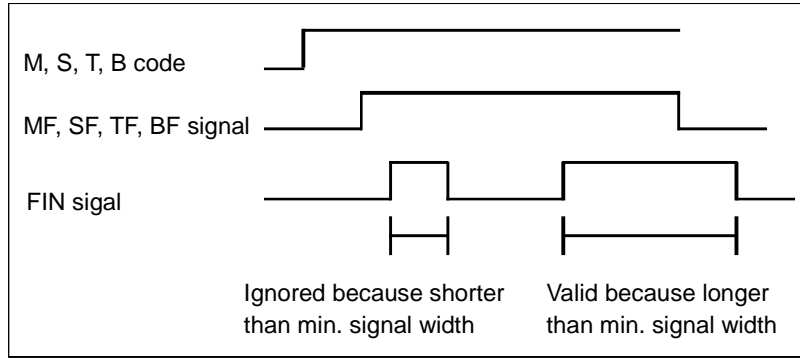 M, S, T, B code
MF, SF, TF, BF signal
FIN sigal
Ignored because shorter
than min. signal width
Valid because longer
than min. signal width